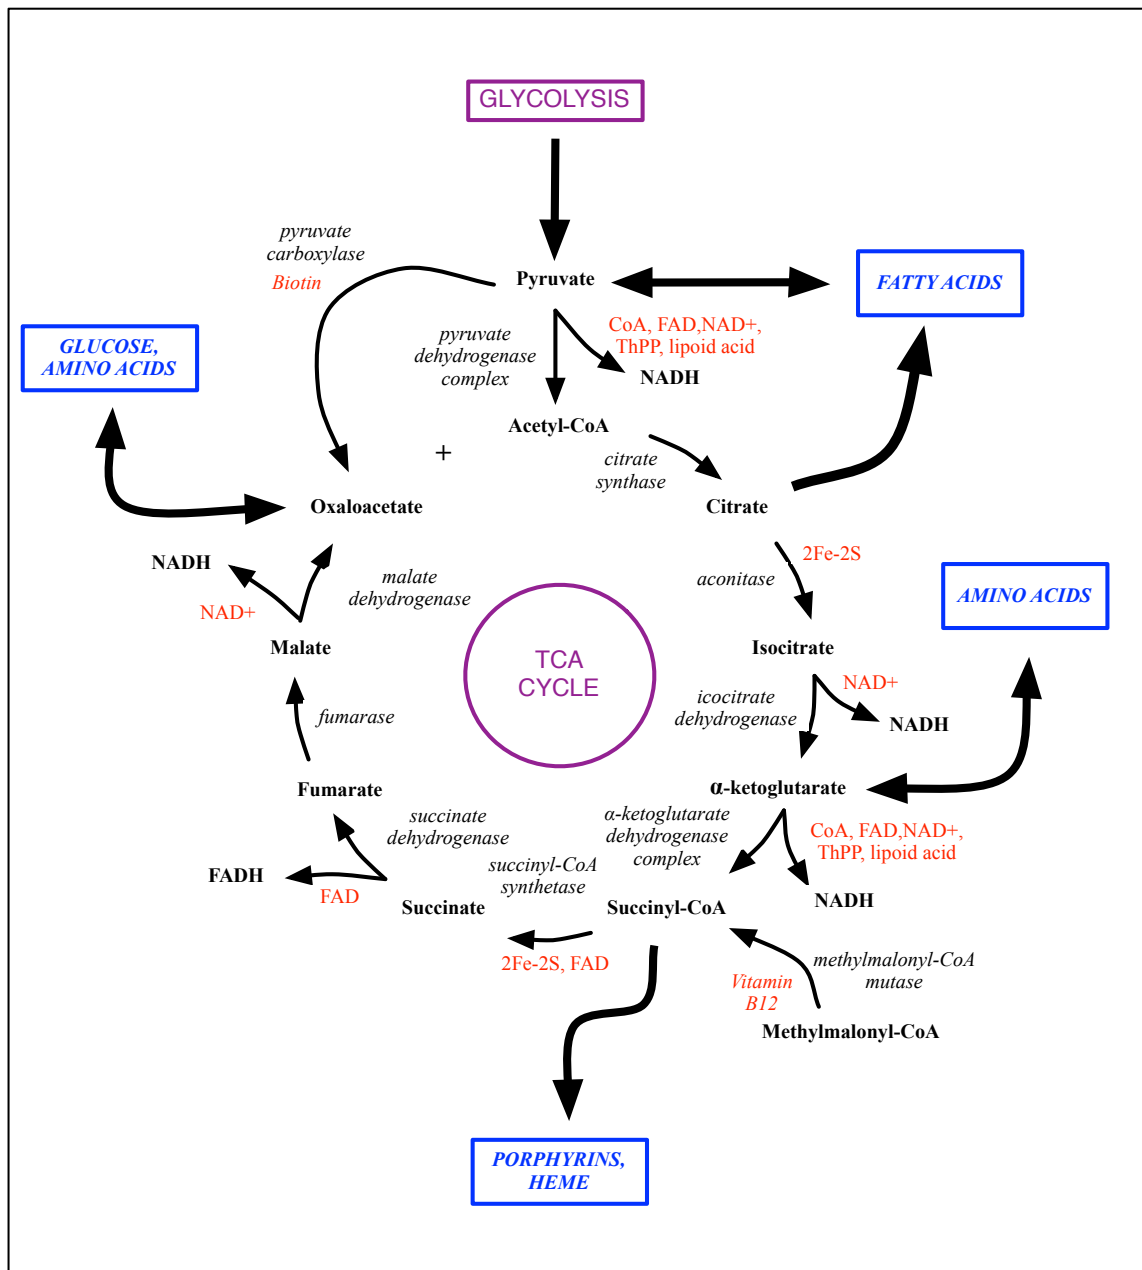 GLYCOLYSIS
pyruvate
carboxylase
Biotin
Pyruvate
FATTY ACIDS
GLUCOSE,
AMINO ACIDS
pyruvate
dehydrogenase
complex
CoA, FAD,NAD+,
ThPP, lipoid acid
NADH
Acetyl-CoA
+
citrate
synthase
Oxaloacetate
Citrate
NADH
NAD+
malate
dehydrogenase
2Fe-2S
aconitase
AMINO ACIDS
Malate
TCA
CYCLE
Isocitrate
NAD+
icocitrate
dehydrogenase
NADH
fumarase
Fumarate
α-ketoglutarate
succinate
dehydrogenase
α-ketoglutarate
dehydrogenase
complex
CoA, FAD,NAD+,
ThPP, lipoid acid
FADH
FAD
succinyl-CoA
synthetase
NADH
Succinate
Succinyl-CoA
2Fe-2S, FAD
methylmalonyl-CoA
mutase
Vitamin
B12
Methylmalonyl-CoA
PORPHYRINS,
HEME